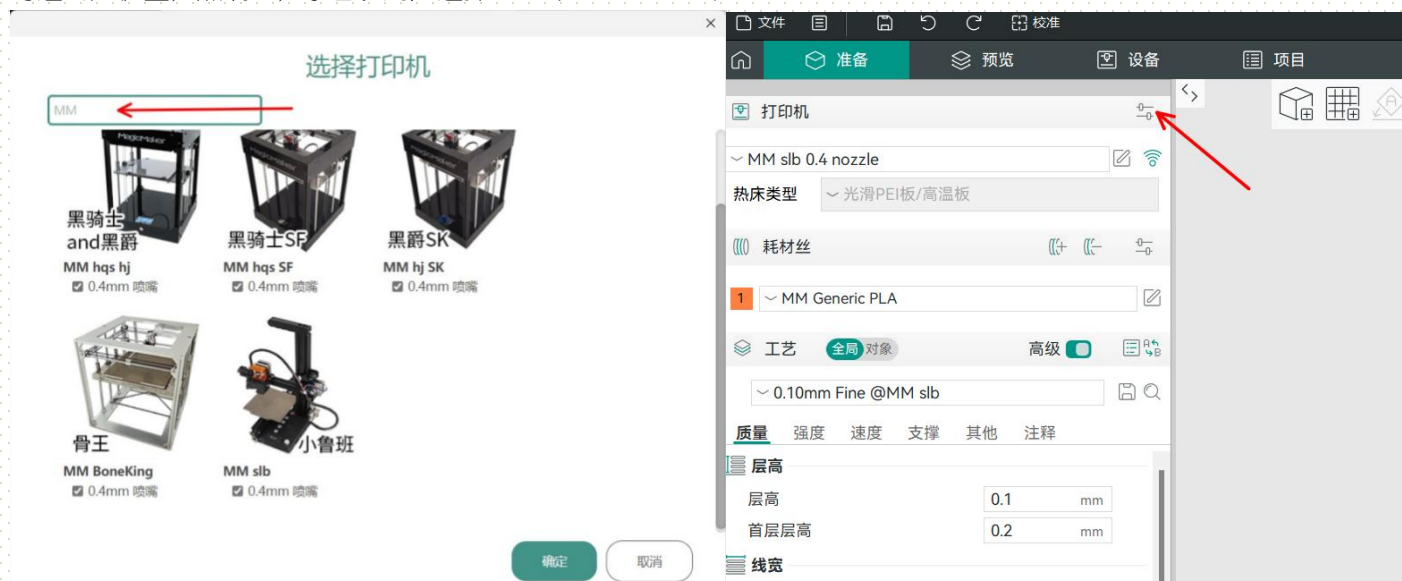 选择打印机
MM
MagicMaker
黑骑士
and黑爵
黑骑士SF
黑爵SK
MM hqs hj
MM hqs SF
MM hj SK
0.4mm 喷嘴
0.4mm 喷嘴
0.4mm 喷嘴
骨王
小鲁班
MM BoneKing
MM slb
0.4mm 喷嘴
0.4mm 喷嘴
确定
取消
文件
校准
准备
预览
设备
项目
打印机
MM slb 0.4 nozzle
热床类型
光滑PEI板/高温板
耗材丝
1
MM Generic PLA
工艺
全局
对象
高级
0.10mm Fine @MM slb
质量
强度
速度
支撑
其他
注释
层高
层高
0.1
mm
首层层高
0.2
mm
线宽